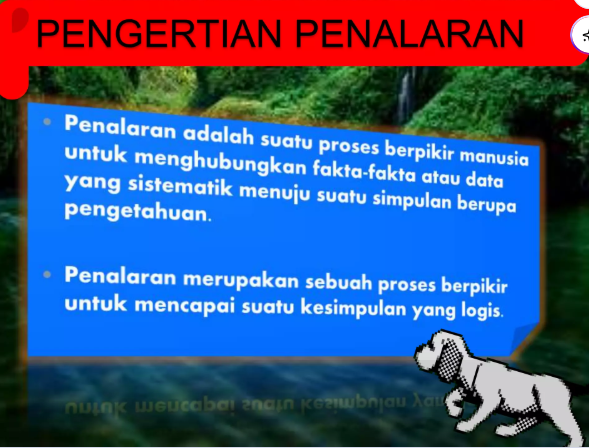 PENGERTIAN PENALARAN
Penalaran adalah suatu proses berpikir manusia
untuk menghubungkan fakta-fakta atau data
yang sistematik menuju suatu simpulan berupa
pengetahuan.
Penalaran merupakan sebuah proses berpikir
untuk mencapai suatu kesimpulan yang logis.